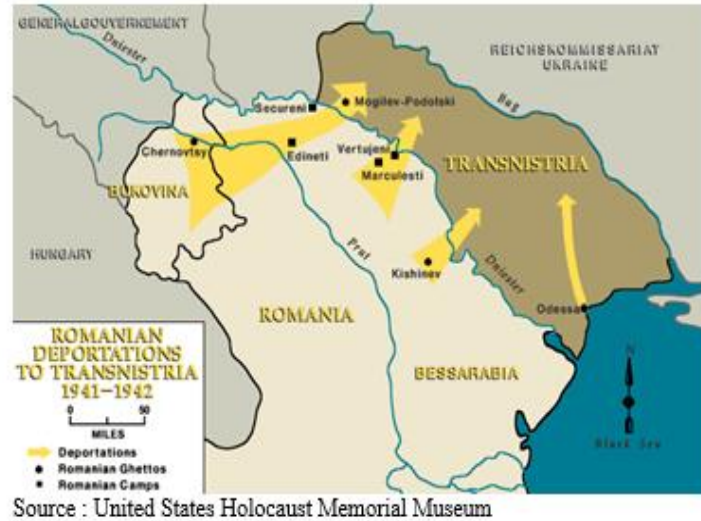 GENERALGOUVERNEMENT
Dniester
REICHSKOMMISSARIAT
UKRAINE
Bug
Secureni
Mogilev-Podolski
Chernovtsy
Edineti
Vertujeni
Marculesti
TRANSNISTRIA
BUKOVINA
HUNGARY
Prut
Kishinev
Dniester
Odessa
ROMANIA
BESSARABIA
ROMANIAN
DEPORTATIONS
TO TRANSNISTRIA
1941–1942
0 50
MILES
Deportations
Romanian Ghettos
Romanian Camps
N
Black Sea
Source : United States Holocaust Memorial Museum